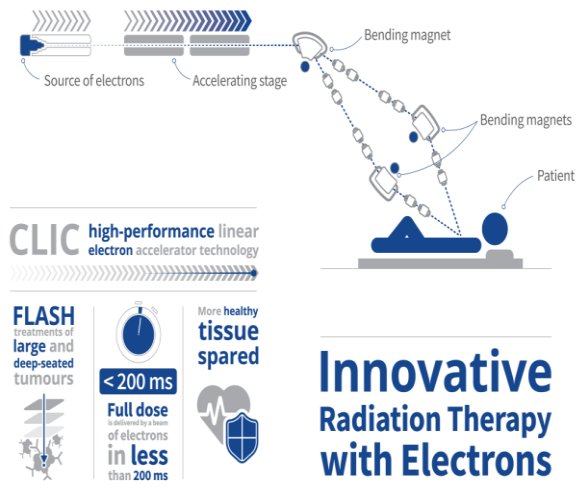 Bending magnet
Source of electrons
Accelerating stage
Bending magnets
Patient
CLIC
high-performance linear
electron accelerator technology
FLASH
treatments of
large and
deep-seated
tumours
< 200 ms
Full dose
is delivered by a beam
of electrons
in less
than 200 ms
More healthy
tissue
spared
Innovative
Radiation Therapy
with Electrons